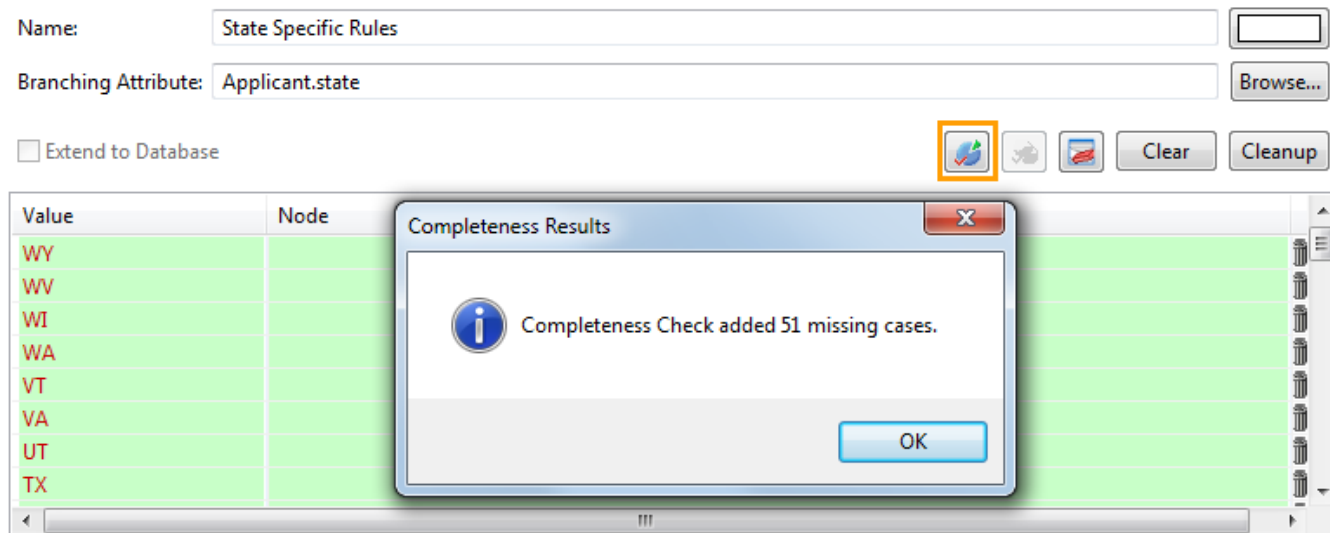 Name: State Specific Rules
Branching Attribute: Applicant.state Browse...
Extend to Database Clear Cleanup
Value Node
Completeness Results
WY
WV
WI
Completeness Check added 51 missing cases.
WA
VT
VA
UT
OK
TX